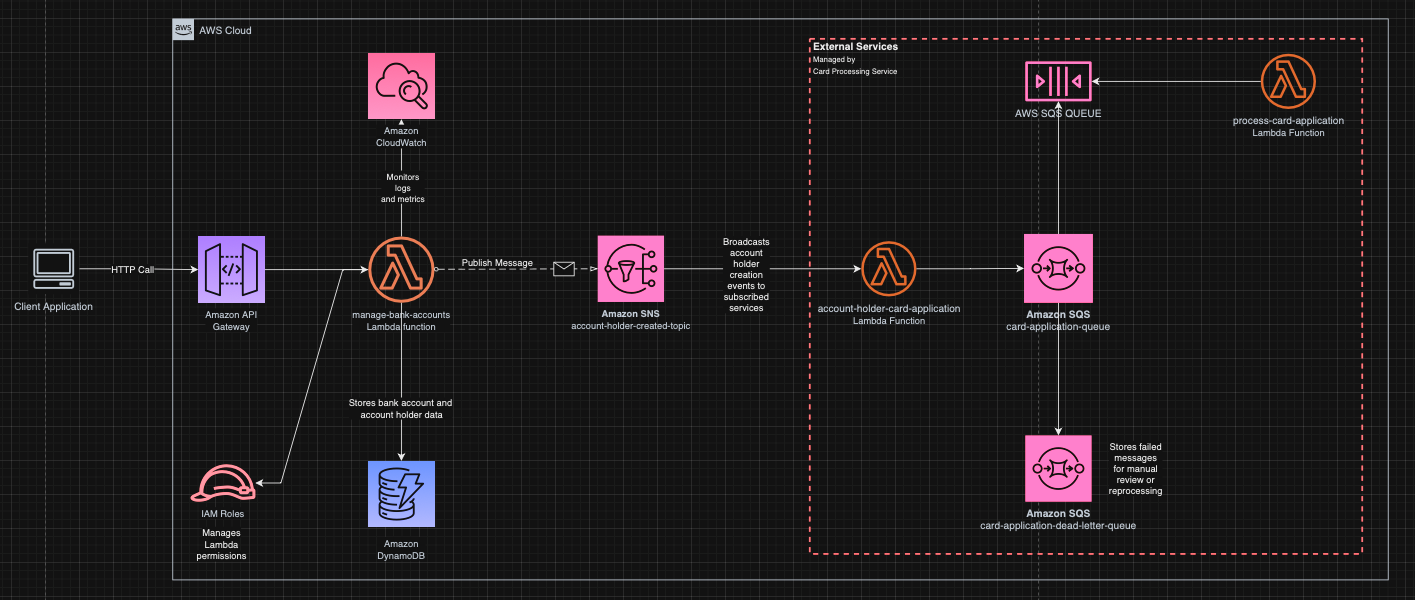 aws
AWS Cloud
External Services
Managed by
Card Processing Service
Amazon
CloudWatch
AWS SQS QUEUE
process-card-application
Lambda Function
Monitors
logs
and metrics
Client Application
HTTP Call
Amazon API
Gateway
manage-bank-accounts
Lambda function
Publish Message
Amazon SNS
account-holder-created-topic
Broadcasts
account
holder
creation
events to
subscribed
services
account-holder-card-application
Lambda Function
Amazon SQS
card-application-queue
Stores bank account and
account holder data
IAM Roles
Manages
Lambda
permissions
Amazon
DynamoDB
Stores failed
messages
for manual
review or
reprocessing
Amazon SQS
card-application-dead-letter-queue